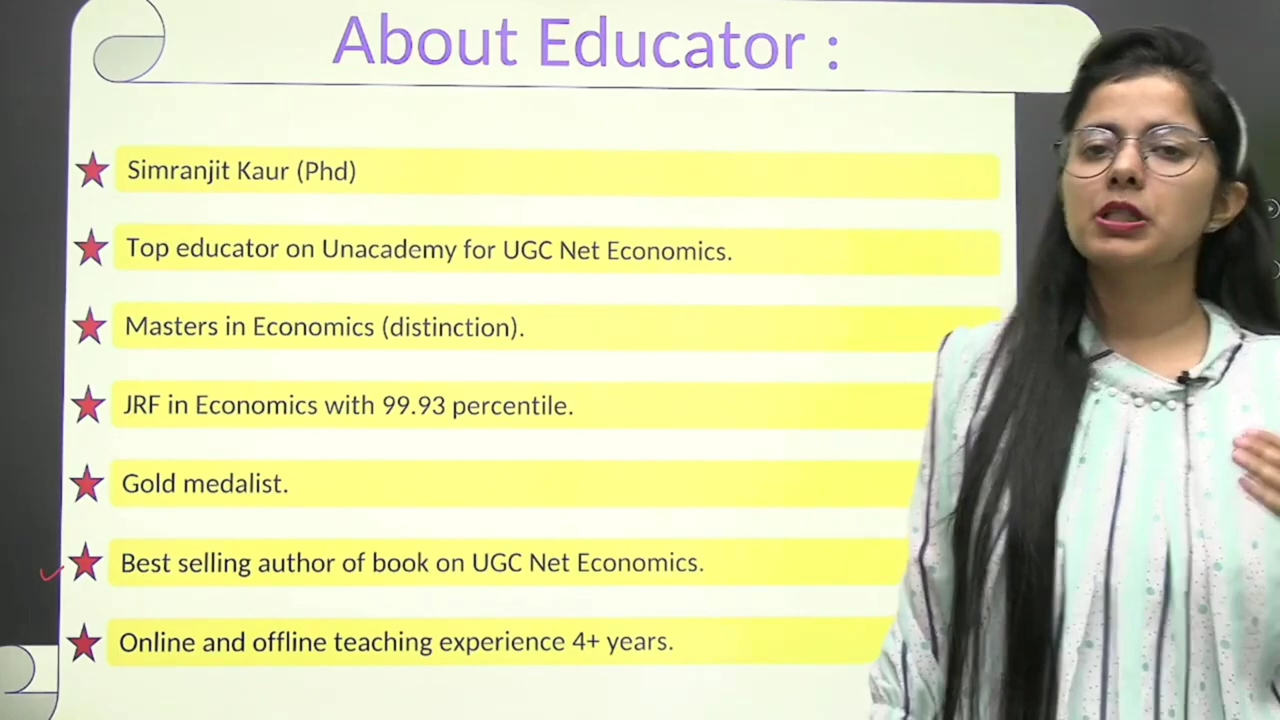 About Educator :
Simranjit Kaur (Phd)
Top educator on Unacademy for UGC Net Economics.
Masters in Economics (distinction).
JRF in Economics with 99.93 percentile.
Gold medalist.
Best selling author of book on UGC Net Economics.
Online and offline teaching experience 4+ years.